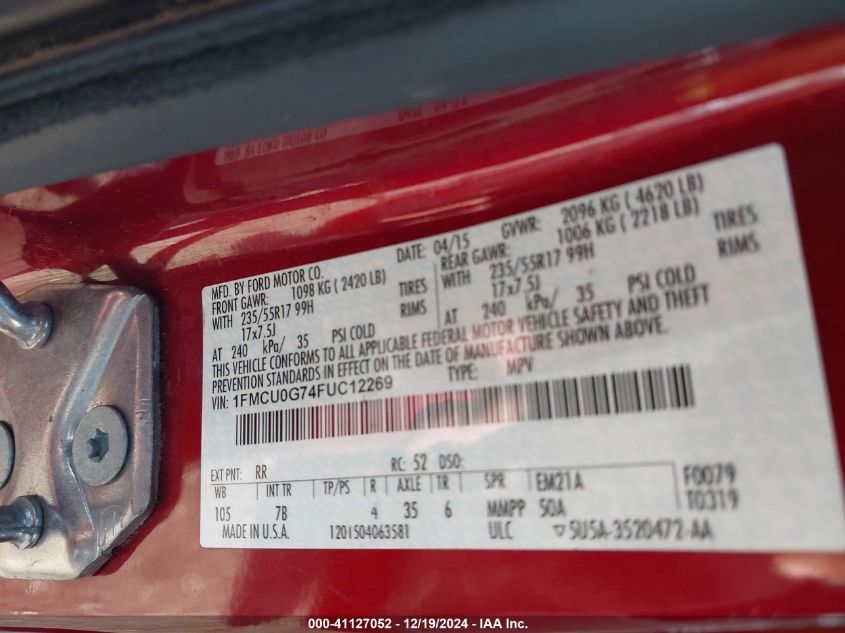 MFD. BY FORD MOTOR CO.
DATE: 04/15 GVWR: 2096 KG ( 4620 LB)
FRONT GAWR: 1098 KG ( 2420 LB) REAR GAWR: 1006 KG ( 2218 LB)
WITH 235/55R17 99H TIRES WITH 235/55R17 99H TIRES
17x7.5J RIMS 17x7.5J RIMS
AT 240 kPa/ 35 PSI COLD AT 240 kPa/ 35 PSI COLD
THIS VEHICLE CONFORMS TO ALL APPLICABLE FEDERAL MOTOR VEHICLE SAFETY AND THEFT
PREVENTION STANDARDS IN EFFECT ON THE DATE OF MANUFACTURE SHOWN ABOVE.
VIN: 1FMCU0G74FUC12269 TYPE: MPV
EXT PNT: RR RC: 52 DSO:
WB INT TR TP/PS R AXLE TR SPR EM21A F0079
105 7B 4 35 6 MMPP 50A T0319
MADE IN U.S.A. 1201504063581 ULC 5U5A-3520472-AA
000-41127052 - 12/19/2024 - IAA Inc.